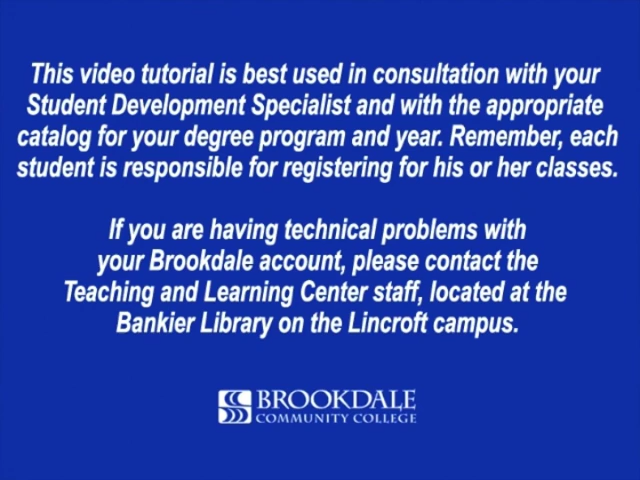 This video tutorial is best used in consultation with your
Student Development Specialist and with the appropriate
catalog for your degree program and year. Remember, each
student is responsible for registering for his or her classes.
If you are having technical problems with
your Brookdale account, please contact the
Teaching and Learning Center staff, located at the
Bankier Library on the Lincroft campus.
BROOKDALE
COMMUNITY COLLEGE